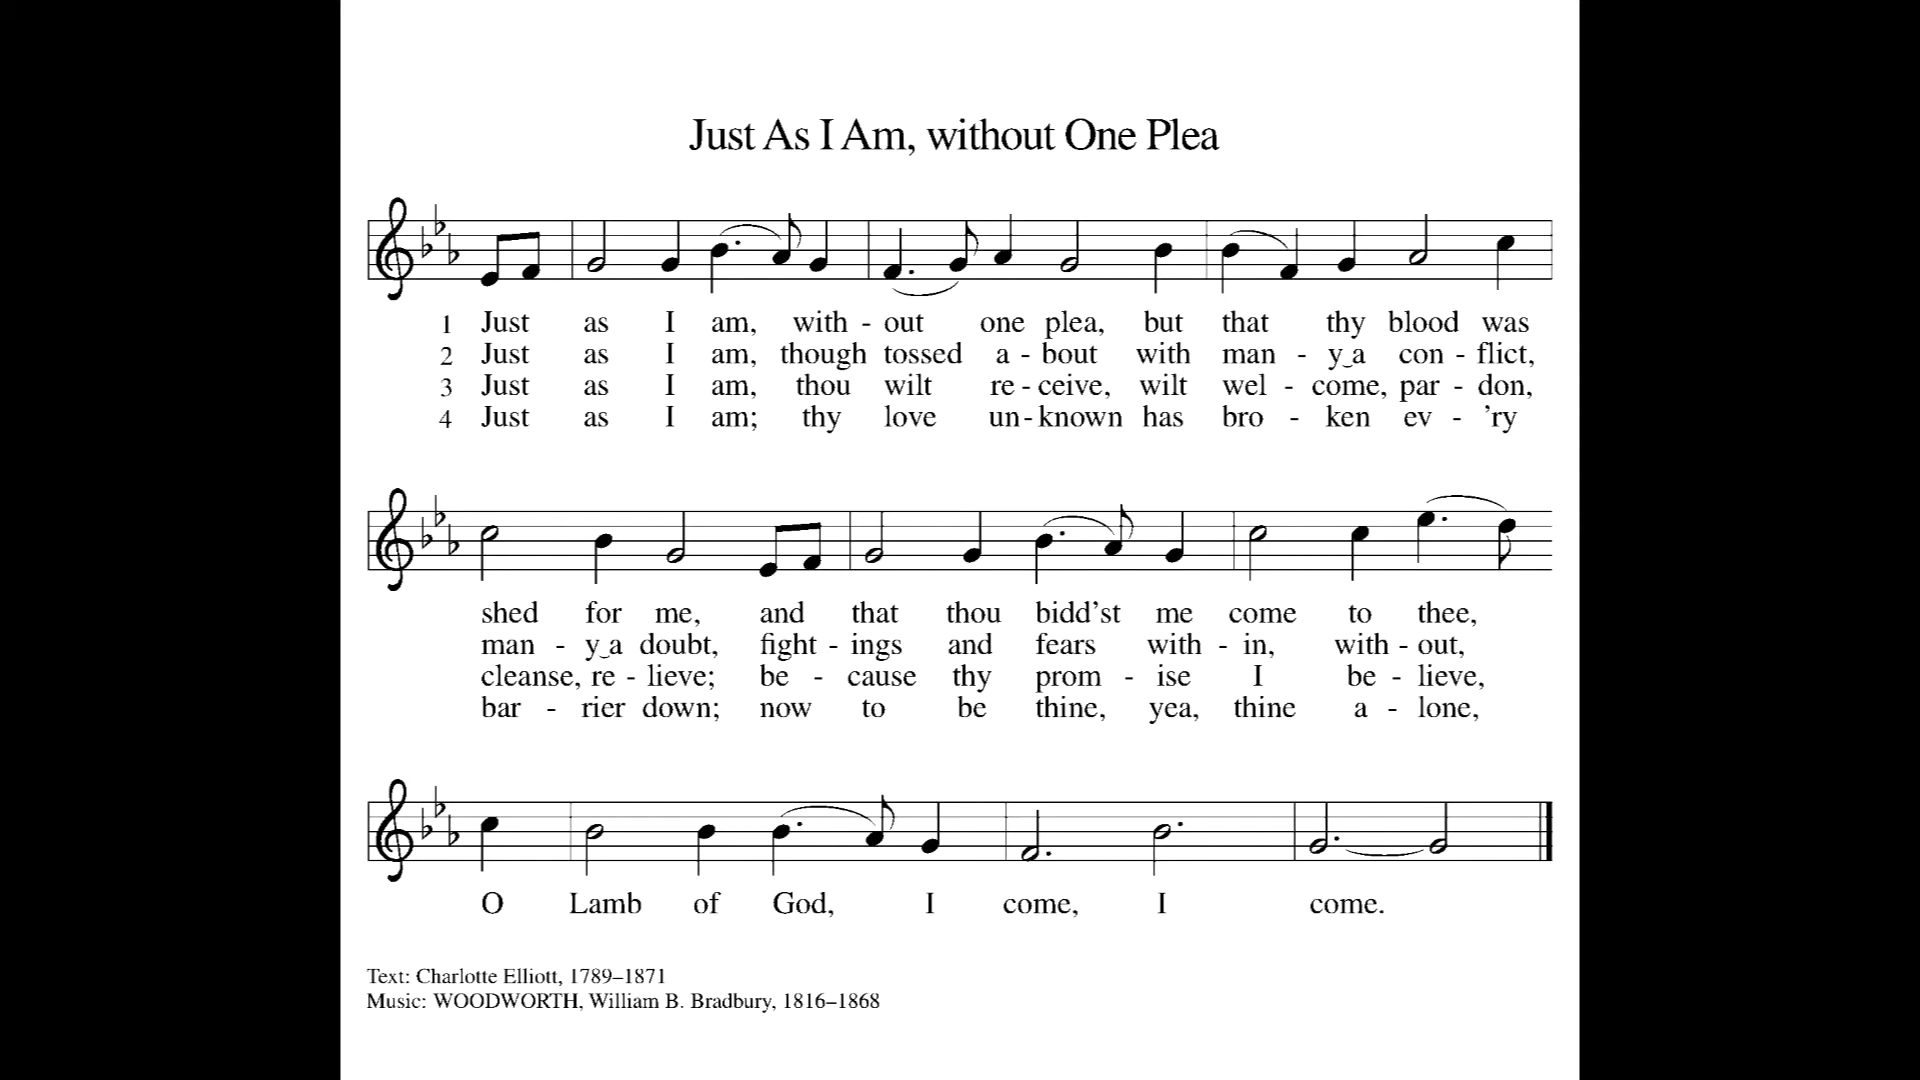 Just As I Am, without One Plea
1 Just as I am, with - out one plea, but that thy blood was
2 Just as I am, though tossed a - bout with man - y a con - flict,
3 Just as I am, thou wilt re - ceive, wilt wel - come, par - don,
4 Just as I am; thy love un - known has bro - ken ev - 'ry
shed for me, and that thou bidd'st me come to thee,
man - y a doubt, fight - ings and fears with - in, with - out,
cleanse, re - lieve; be - cause thy prom - ise I be - lieve,
bar - rier down; now to be thine, yea, thine a - lone,
O Lamb of God, I come, I come.
Text: Charlotte Elliott, 1789–1871
Music: WOODWORTH, William B. Bradbury, 1816–1868